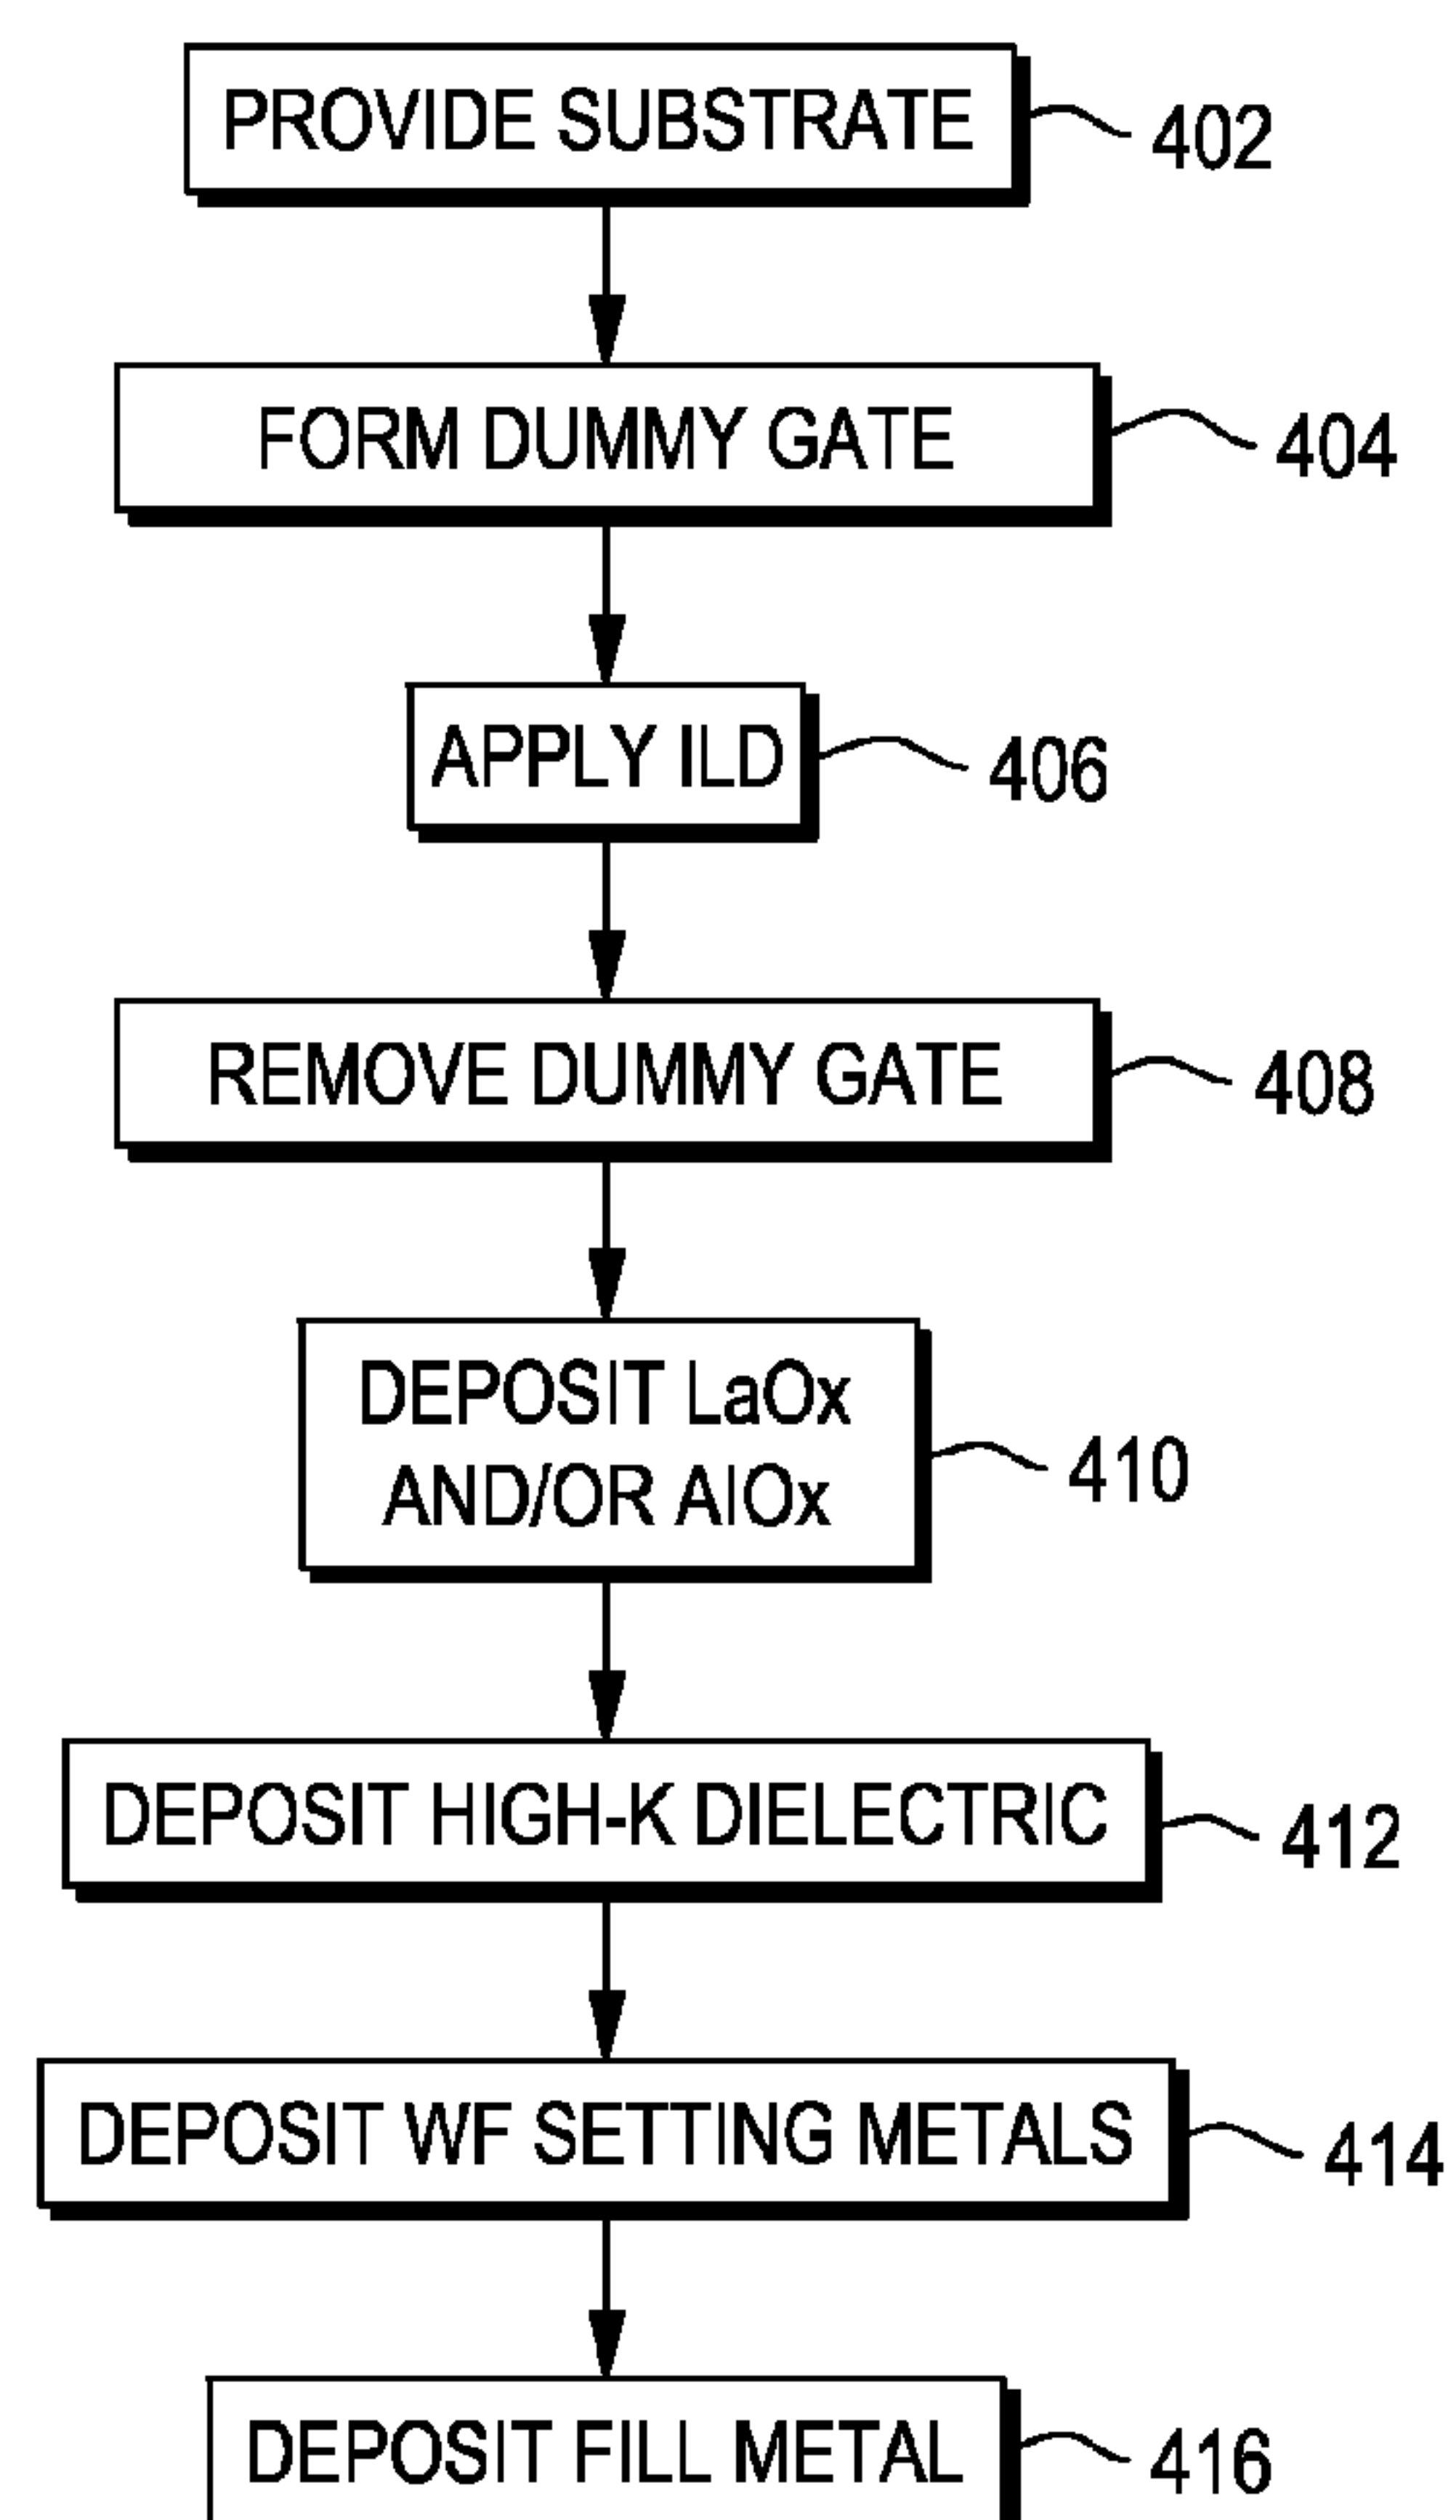 PROVIDE SUBSTRATE
402
FORM DUMMY GATE
404
APPLY ILD
406
REMOVE DUMMY GATE
408
DEPOSIT LaOx
AND/OR AlOx
410
DEPOSIT HIGH-K DIELECTRIC
412
DEPOSIT WF SETTING METALS
414
DEPOSIT FILL METAL
416